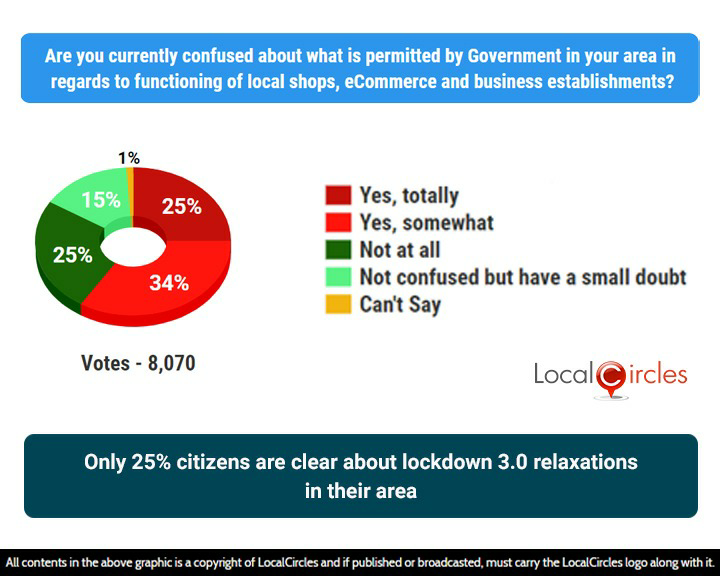 Are you currently confused about what is permitted by Government in your area in
regards to functioning of local shops, eCommerce and business establishments?
1%
25%
15%
25%
34%
Yes, totally
Yes, somewhat
Not at all
Not confused but have a small doubt
Can't Say
Votes - 8,070
LocalCircles
Only 25% citizens are clear about lockdown 3.0 relaxations
in their area
All contents in the above graphic is a copyright of LocalCircles and if published or broadcasted, must carry the LocalCircles logo along with it.